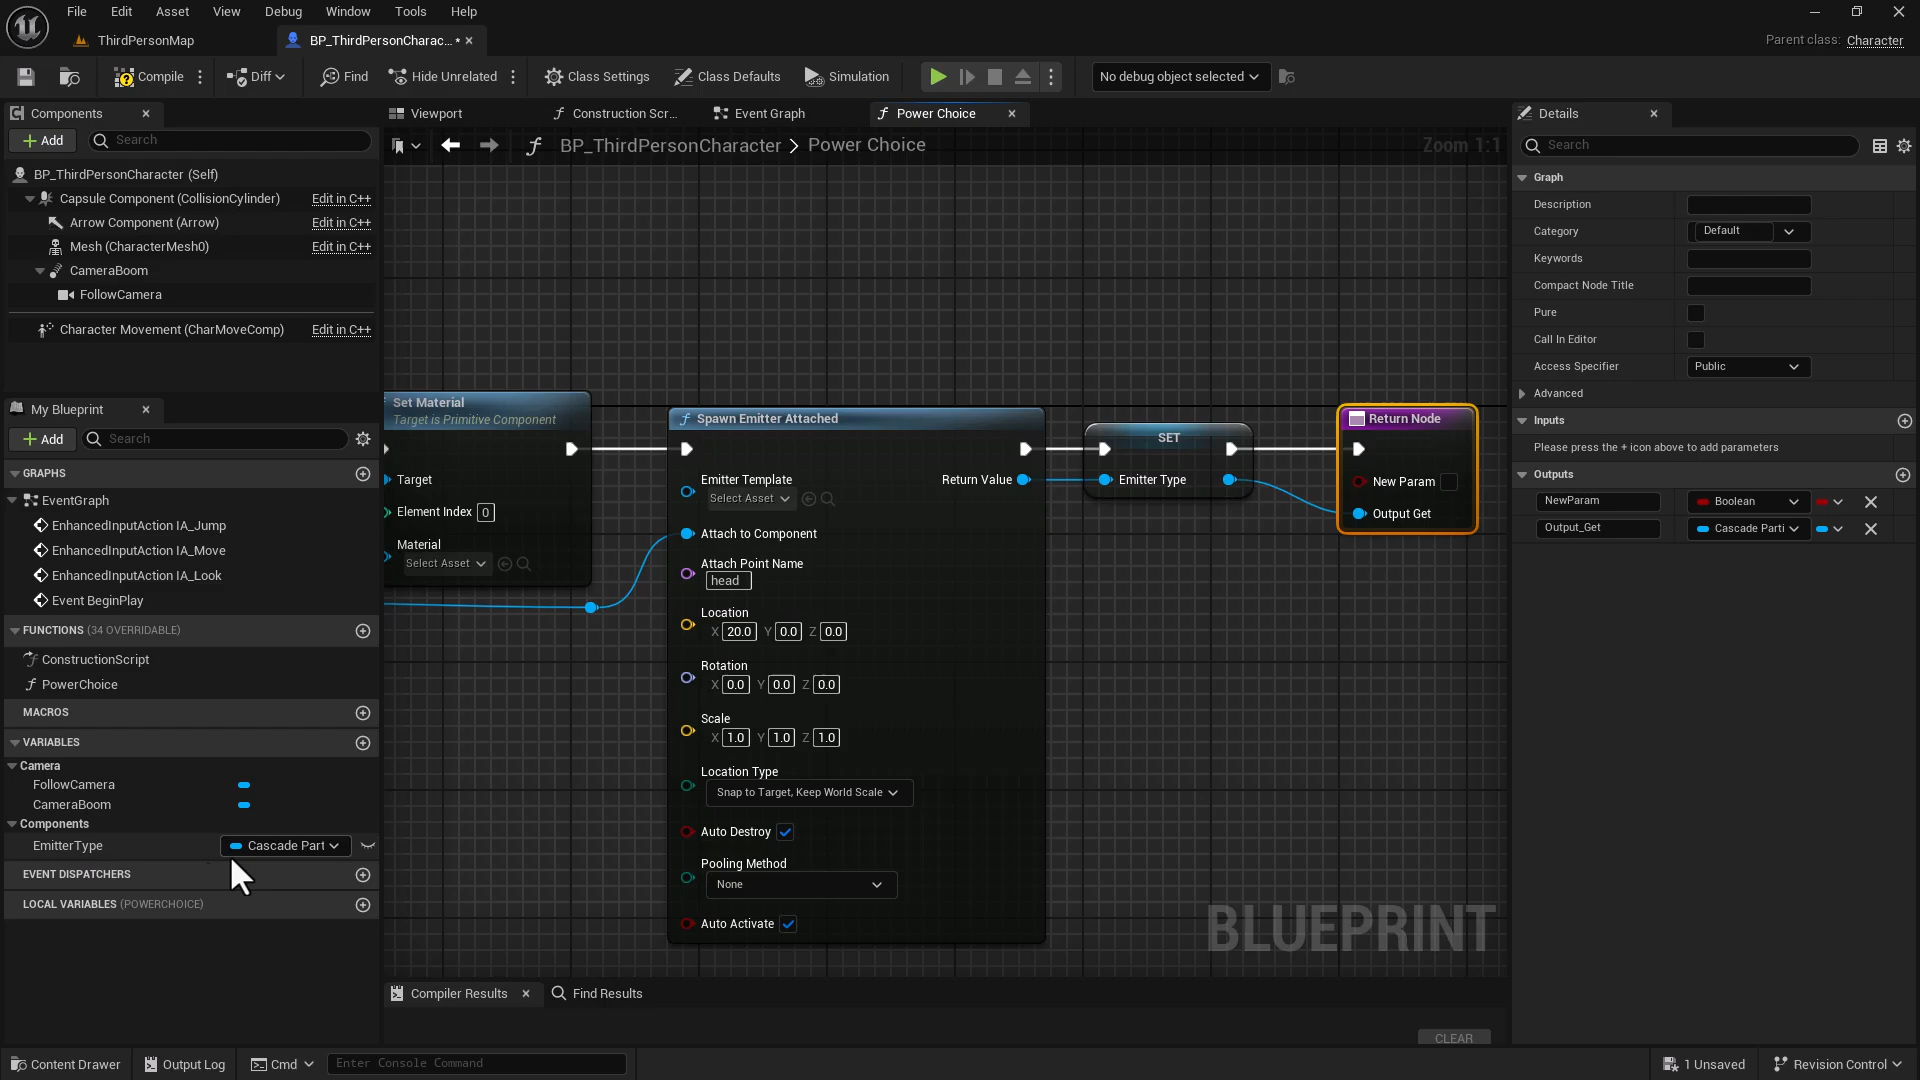 File Edit Asset View Debug Window Tools Help
ThirdPersonMap
BP_ThirdPersonCharac... *
Parent class: Character
Compile
Diff
Find
Hide Unrelated
Class Settings
Class Defaults
Simulation
No debug object selected
Components
Add
Search
BP_ThirdPersonCharacter (Self)
Capsule Component (CollisionCylinder) Edit in C++
Arrow Component (Arrow) Edit in C++
Mesh (CharacterMesh0) Edit in C++
CameraBoom
FollowCamera
Character Movement (CharMoveComp) Edit in C++
My Blueprint
Add
Search
GRAPHS
EventGraph
EnhancedInputAction IA_Jump
EnhancedInputAction IA_Move
EnhancedInputAction IA_Look
Event BeginPlay
FUNCTIONS (34 OVERRIDABLE)
ConstructionScript
PowerChoice
MACROS
VARIABLES
Camera
FollowCamera
CameraBoom
Components
EmitterType Cascade Part
EVENT DISPATCHERS
LOCAL VARIABLES (POWERCHOICE)
Viewport
Construction Scr...
Event Graph
Power Choice
BP_ThirdPersonCharacter > Power Choice
Zoom 1:1
Set Material
Target is Primitive Component
Target
Element Index 0
Material
Select Asset
Spawn Emitter Attached
Emitter Template
Select Asset
Return Value
Attach to Component
Attach Point Name
head
Location
X 20.0 Y 0.0 Z 0.0
Rotation
X 0.0 Y 0.0 Z 0.0
Scale
X 1.0 Y 1.0 Z 1.0
Location Type
Snap to Target, Keep World Scale
Auto Destroy
Pooling Method
None
Auto Activate
SET
Emitter Type
Return Node
New Param
Output Get
BLUEPRINT
Compiler Results
Find Results
CLEAR
Details
Search
Graph
Description
Category Default
Keywords
Compact Node Title
Pure
Call In Editor
Access Specifier Public
Advanced
Inputs
Please press the + icon above to add parameters
Outputs
NewParam Boolean
Output_Get Cascade Parti
Content Drawer
Output Log
Cmd
Enter Console Command
1 Unsaved
Revision Control